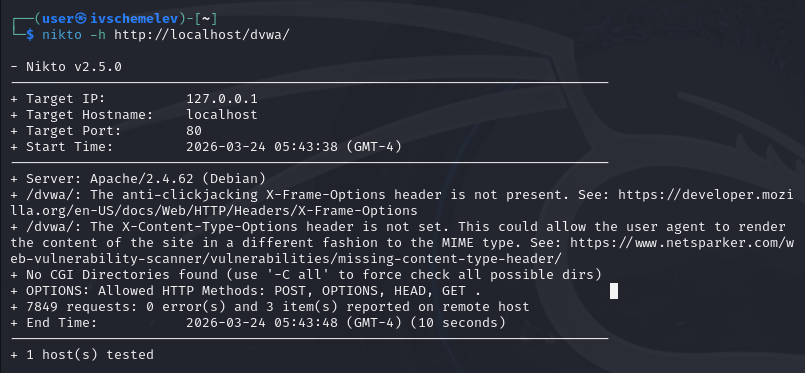 ┌──(user㉿ivschemelev)-[~]
└─$ nikto -h http://localhost/dvwa/
- Nikto v2.5.0
+ Target IP:          127.0.0.1
+ Target Hostname:    localhost
+ Target Port:        80
+ Start Time:         2026-03-24 05:43:38 (GMT-4)
+ Server: Apache/2.4.62 (Debian)
+ /dvwa/: The anti-clickjacking X-Frame-Options header is not present. See: https://developer.mozi
lla.org/en-US/docs/Web/HTTP/Headers/X-Frame-Options
+ /dvwa/: The X-Content-Type-Options header is not set. This could allow the user agent to render
the content of the site in a different fashion to the MIME type. See: https://www.netsparker.com/w
eb-vulnerability-scanner/vulnerabilities/missing-content-type-header/
+ No CGI Directories found (use '-C all' to force check all possible dirs)
+ OPTIONS: Allowed HTTP Methods: POST, OPTIONS, HEAD, GET .
+ 7849 requests: 0 error(s) and 3 item(s) reported on remote host
+ End Time:           2026-03-24 05:43:48 (GMT-4) (10 seconds)
+ 1 host(s) tested